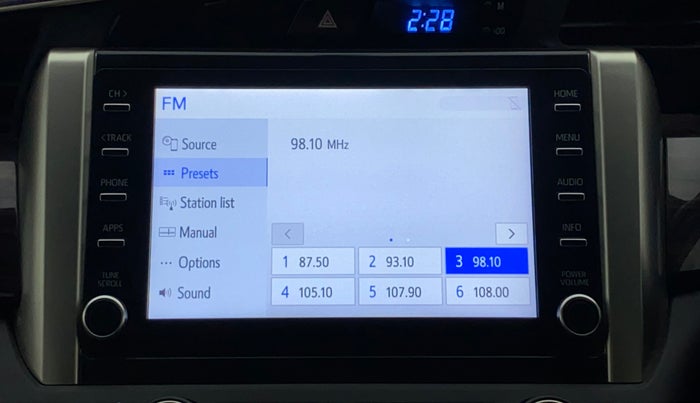 2:28
M
FM
CH >
< TRACK
PHONE
APPS
TUNE
SCROLL
Source
Presets
Station list
Manual
Options
Sound
98.10 MHz
<
>
1 87.50
2 93.10
3 98.10
4 105.10
5 107.90
6 108.00
HOME
MENU
AUDIO
INFO
POWER
VOLUME